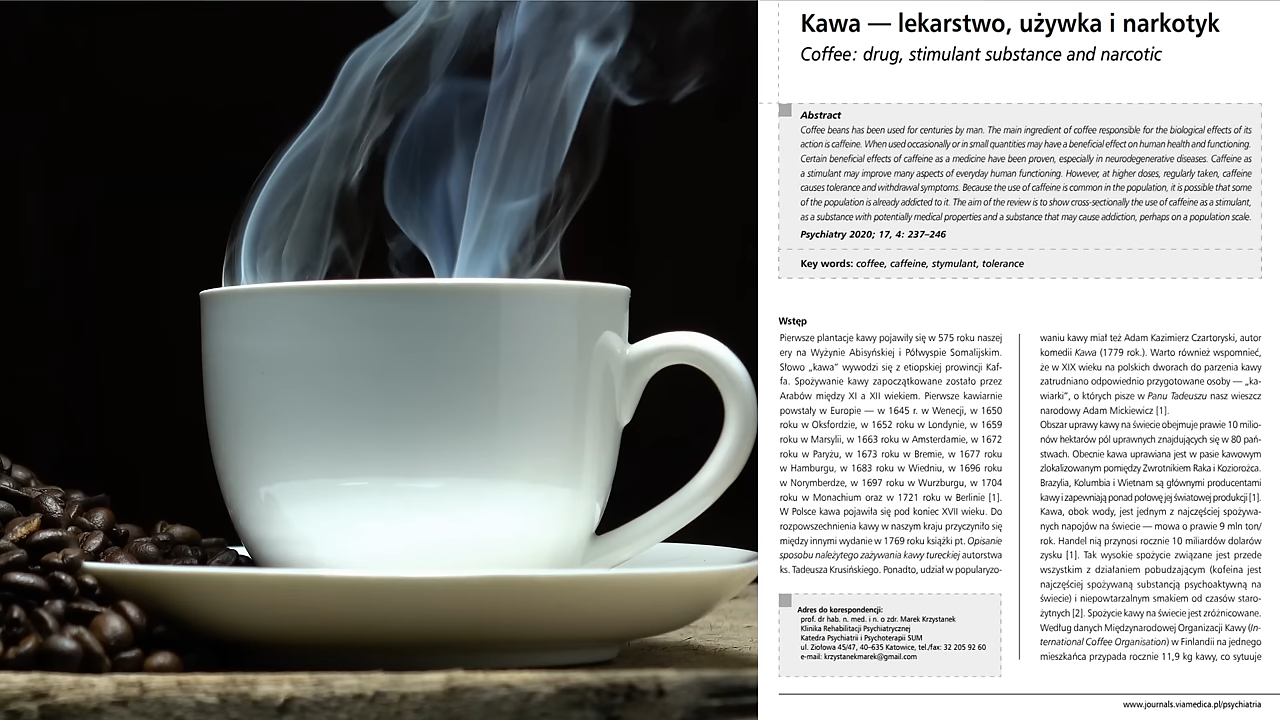 Kawa — lekarstwo, używka i narkotyk
Coffee: drug, stimulant substance and narcotic
Abstract
Coffee beans has been used for centuries by man. The main ingredient of coffee responsible for the biological effects of its
action is caffeine. When used occasionally or in small quantities may have a beneficial effect on human health and functioning.
Certain beneficial effects of caffeine as a medicine have been proven, especially in neurodegenerative diseases. Caffeine as
a stimulant may improve many aspects of everyday human functioning. However, at higher doses, regularly taken, caffeine
causes tolerance and withdrawal symptoms. Because the use of caffeine is common in the population, it is possible that some
of the population is already addicted to it. The aim of the review is to show cross-sectionally the use of caffeine as a stimulant,
as a substance with potentially medical properties and a substance that may cause addiction, perhaps on a population scale.
Psychiatry 2020; 17, 4: 237–246
Key words: coffee, caffeine, stymulant, tolerance
Wstęp
Pierwsze plantacje kawy pojawiły się w 575 roku naszej
ery na Wyżynie Abisyńskiej i Półwyspie Somalijskim.
Słowo „kawa” wywodzi się z etiopskiej prowincji Kaf-
fa. Spożywanie kawy zapoczątkowane zostało przez
Arabów między XI a XII wiekiem. Pierwsze kawiarnie
powstały w Europie — w 1645 r. w Wenecji, w 1650
roku w Oksfordzie, w 1652 roku w Londynie, w 1659
roku w Marsylii, w 1663 roku w Amsterdamie, w 1672
roku w Paryżu, w 1673 roku w Bremie, w 1677 roku
w Hamburgu, w 1683 roku w Wiedniu, w 1696 roku
w Norymberdze, w 1697 roku w Wurzburgu, w 1704
roku w Monachium oraz w 1721 roku w Berlinie [1].
W Polsce kawa pojawiła się pod koniec XVII wieku. Do
rozpowszechnienia kawy w naszym kraju przyczyniło się
między innymi wydanie w 1769 roku książki pt. Opisanie
sposobu należytego zażywania kawy tureckiej autorstwa
ks. Tadeusza Krusińskiego. Ponadto, udział w popularyzo-
Adres do korespondencji:
prof. dr hab. n. med. i n. o zdr. Marek Krzystanek
Klinika Rehabilitacji Psychiatrycznej
Katedra Psychiatrii i Psychoterapii SUM
ul. Ziołowa 45/47, 40–635 Katowice, tel./fax: 32 205 92 60
e-mail: krzystanekmarek@gmail.com
waniu kawy miał też Adam Kazimierz Czartoryski, autor
komedii Kawa (1779 rok.). Warto również wspomnieć,
że w XIX wieku na polskich dworach do parzenia kawy
zatrudniano odpowiednio przygotowane osoby — „ka-
wiarki”, o których pisze w Panu Tadeuszu nasz wieszcz
narodowy Adam Mickiewicz [1].
Obszar uprawy kawy na świecie obejmuje prawie 10 milio-
nów hektarów pól uprawnych znajdujących się w 80 pań-
stwach. Obecnie kawa uprawiana jest w pasie kawowym
zlokalizowanym pomiędzy Zwrotnikiem Raka i Koziorożca.
Brazylia, Kolumbia i Wietnam są głównymi producentami
kawy i zapewniają ponad połowę jej światowej produkcji [1].
Kawa, obok wody, jest jednym z najczęściej spożywa-
nych napojów na świecie — mowa o prawie 9 mln ton/
rok. Handel nią przynosi rocznie 10 miliardów dolarów
zysku [1]. Tak wysokie spożycie związane jest przede
wszystkim z działaniem pobudzającym (kofeina jest
najczęściej spożywaną substancją psychoaktywną na
świecie) i niepowtarzalnym smakiem od czasów staro-
żytnych [2]. Spożycie kawy na świecie jest zróżnicowane.
Według danych Międzynarodowej Organizacji Kawy (In-
ternational Coffee Organisation) w Finlandii na jednego
mieszkańca przypada rocznie 11,9 kg kawy, co sytuuje
www.journals.viamedica.pl/psychiatria